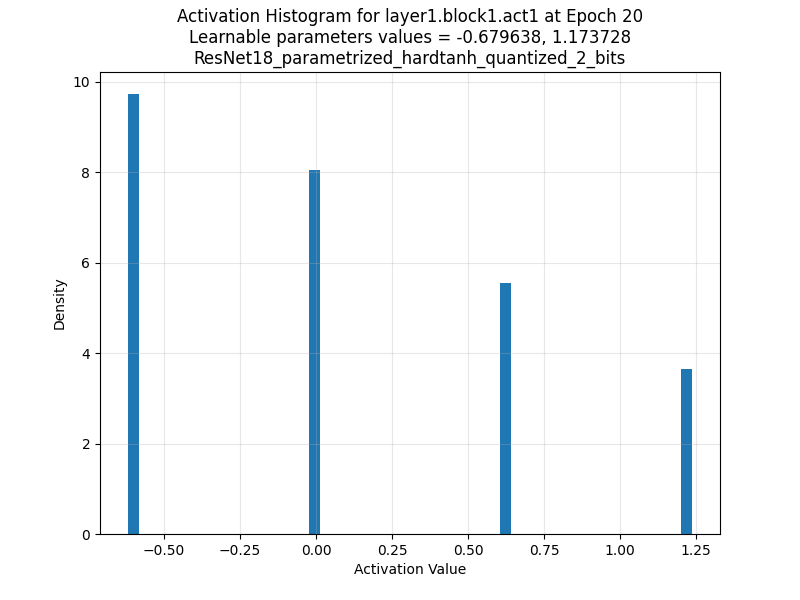 Activation Histogram for layer1.block1.act1 at Epoch 20
Learnable parameters values = -0.679638, 1.173728
ResNet18_parametrized_hardtanh_quantized_2_bits
10
8
6
4
2
0
Density
−0.50 −0.25 0.00 0.25 0.50 0.75 1.00 1.25
Activation Value